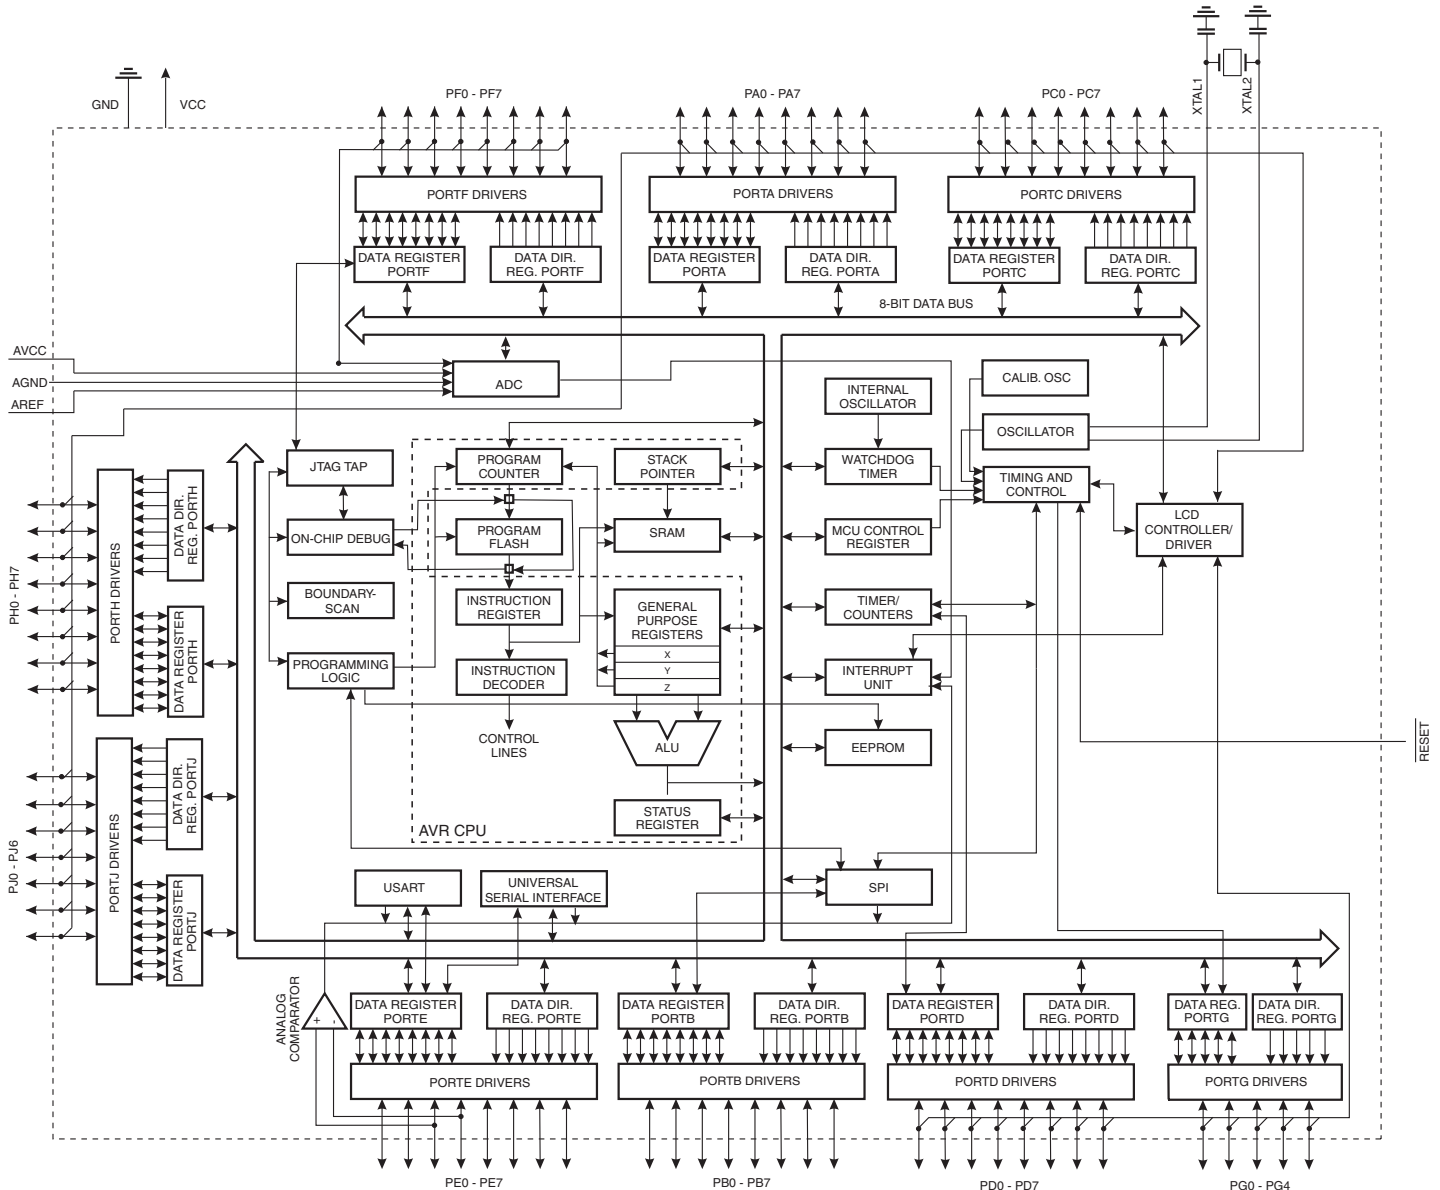 XTAL1
XTAL2
GND
VCC
PF0 - PF7
PA0 - PA7
PC0 - PC7
PORTF DRIVERS
PORTA DRIVERS
PORTC DRIVERS
DATA REGISTER
PORTF
DATA DIR.
REG. PORTF
DATA REGISTER
PORTA
DATA DIR.
REG. PORTA
DATA REGISTER
PORTC
DATA DIR.
REG. PORTC
8-BIT DATA BUS
AVCC
AGND
AREF
ADC
CALIB. OSC
INTERNAL
OSCILLATOR
OSCILLATOR
JTAG TAP
PROGRAM
COUNTER
STACK
POINTER
WATCHDOG
TIMER
TIMING AND
CONTROL
LCD
CONTROLLER/
DRIVER
ON-CHIP DEBUG
PROGRAM
FLASH
SRAM
MCU CONTROL
REGISTER
BOUNDARY-
SCAN
INSTRUCTION
REGISTER
GENERAL
PURPOSE
REGISTERS
X
Y
Z
TIMER/
COUNTERS
PROGRAMMING
LOGIC
INSTRUCTION
DECODER
INTERRUPT
UNIT
CONTROL
LINES
ALU
EEPROM
RESET
STATUS
REGISTER
AVR CPU
PH0 - PH7
PORTH DRIVERS
DATA DIR.
REG. PORTH
DATA REGISTER
PORTH
PJ0 - PJ6
PORTJ DRIVERS
DATA DIR.
REG. PORTJ
DATA REGISTER
PORTJ
USART
UNIVERSAL
SERIAL INTERFACE
SPI
ANALOG
COMPARATOR
+
-
DATA REGISTER
PORTE
DATA DIR.
REG. PORTE
DATA REGISTER
PORTB
DATA DIR.
REG. PORTB
DATA REGISTER
PORTD
DATA DIR.
REG. PORTD
DATA REG.
PORTG
DATA DIR.
REG. PORTG
PORTE DRIVERS
PORTB DRIVERS
PORTD DRIVERS
PORTG DRIVERS
PE0 - PE7
PB0 - PB7
PD0 - PD7
PG0 - PG4